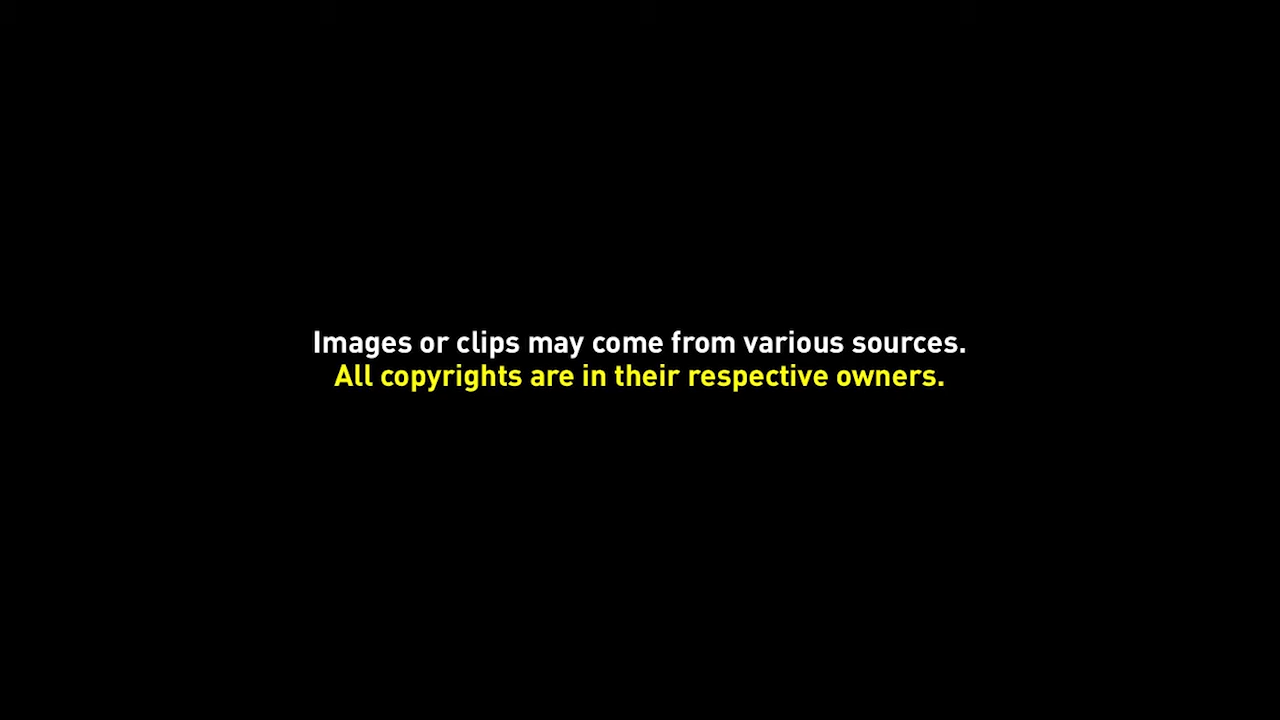 Images or clips may come from various sources.
All copyrights are in their respective owners.